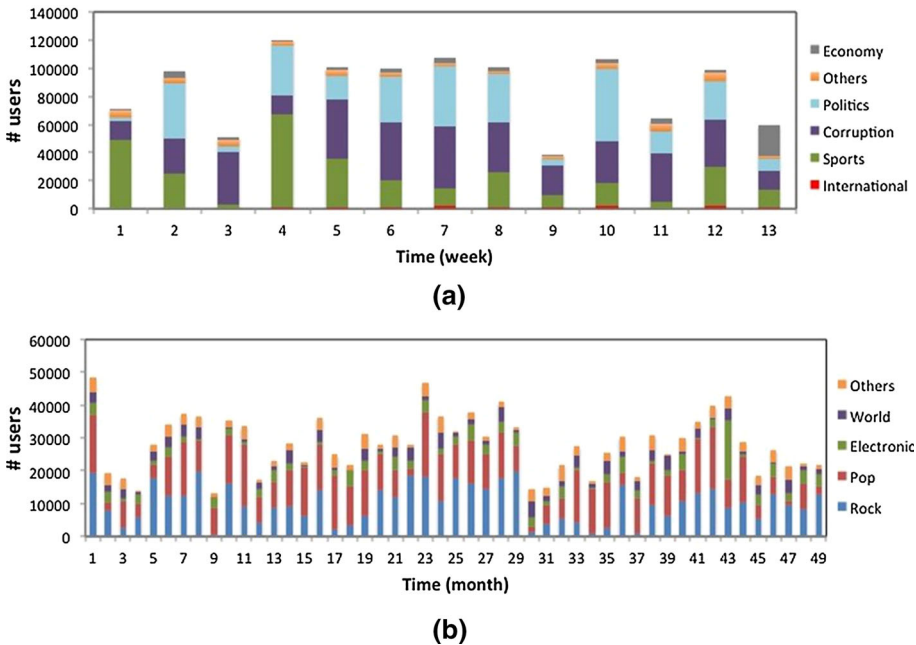 140000
120000
100000
80000
60000
40000
20000
0
# users
1 2 3 4 5 6 7 8 9 10 11 12 13
Time (week)
Economy
Others
Politics
Corruption
Sports
International
(a)
60000
50000
40000
30000
20000
10000
0
# users
1 3 5 7 9 11 13 15 17 19 21 23 25 27 29 31 33 35 37 39 41 43 45 47 49
Time (month)
Others
World
Electronic
Pop
Rock
(b)